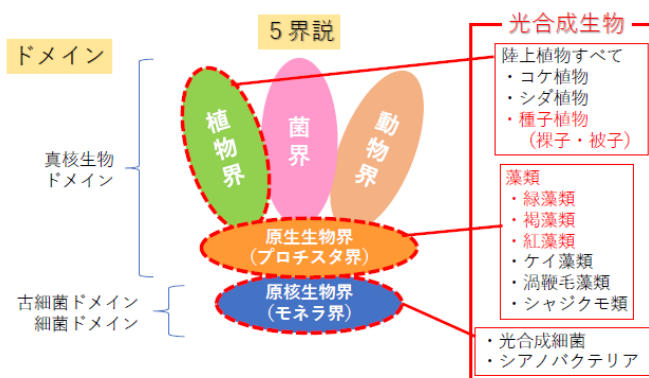 5界説
ドメイン
植物界
菌界
動物界
真核生物
ドメイン
原生生物界
(プロチスタ界)
古細菌ドメイン
細菌ドメイン
原核生物界
(モネラ界)
光合成生物
陸上植物すべて
・コケ植物
・シダ植物
・種子植物
(裸子・被子)
藻類
・緑藻類
・褐藻類
・紅藻類
・ケイ藻類
・渦鞭毛藻類
・シャジクモ類
・光合成細菌
・シアノバクテリア